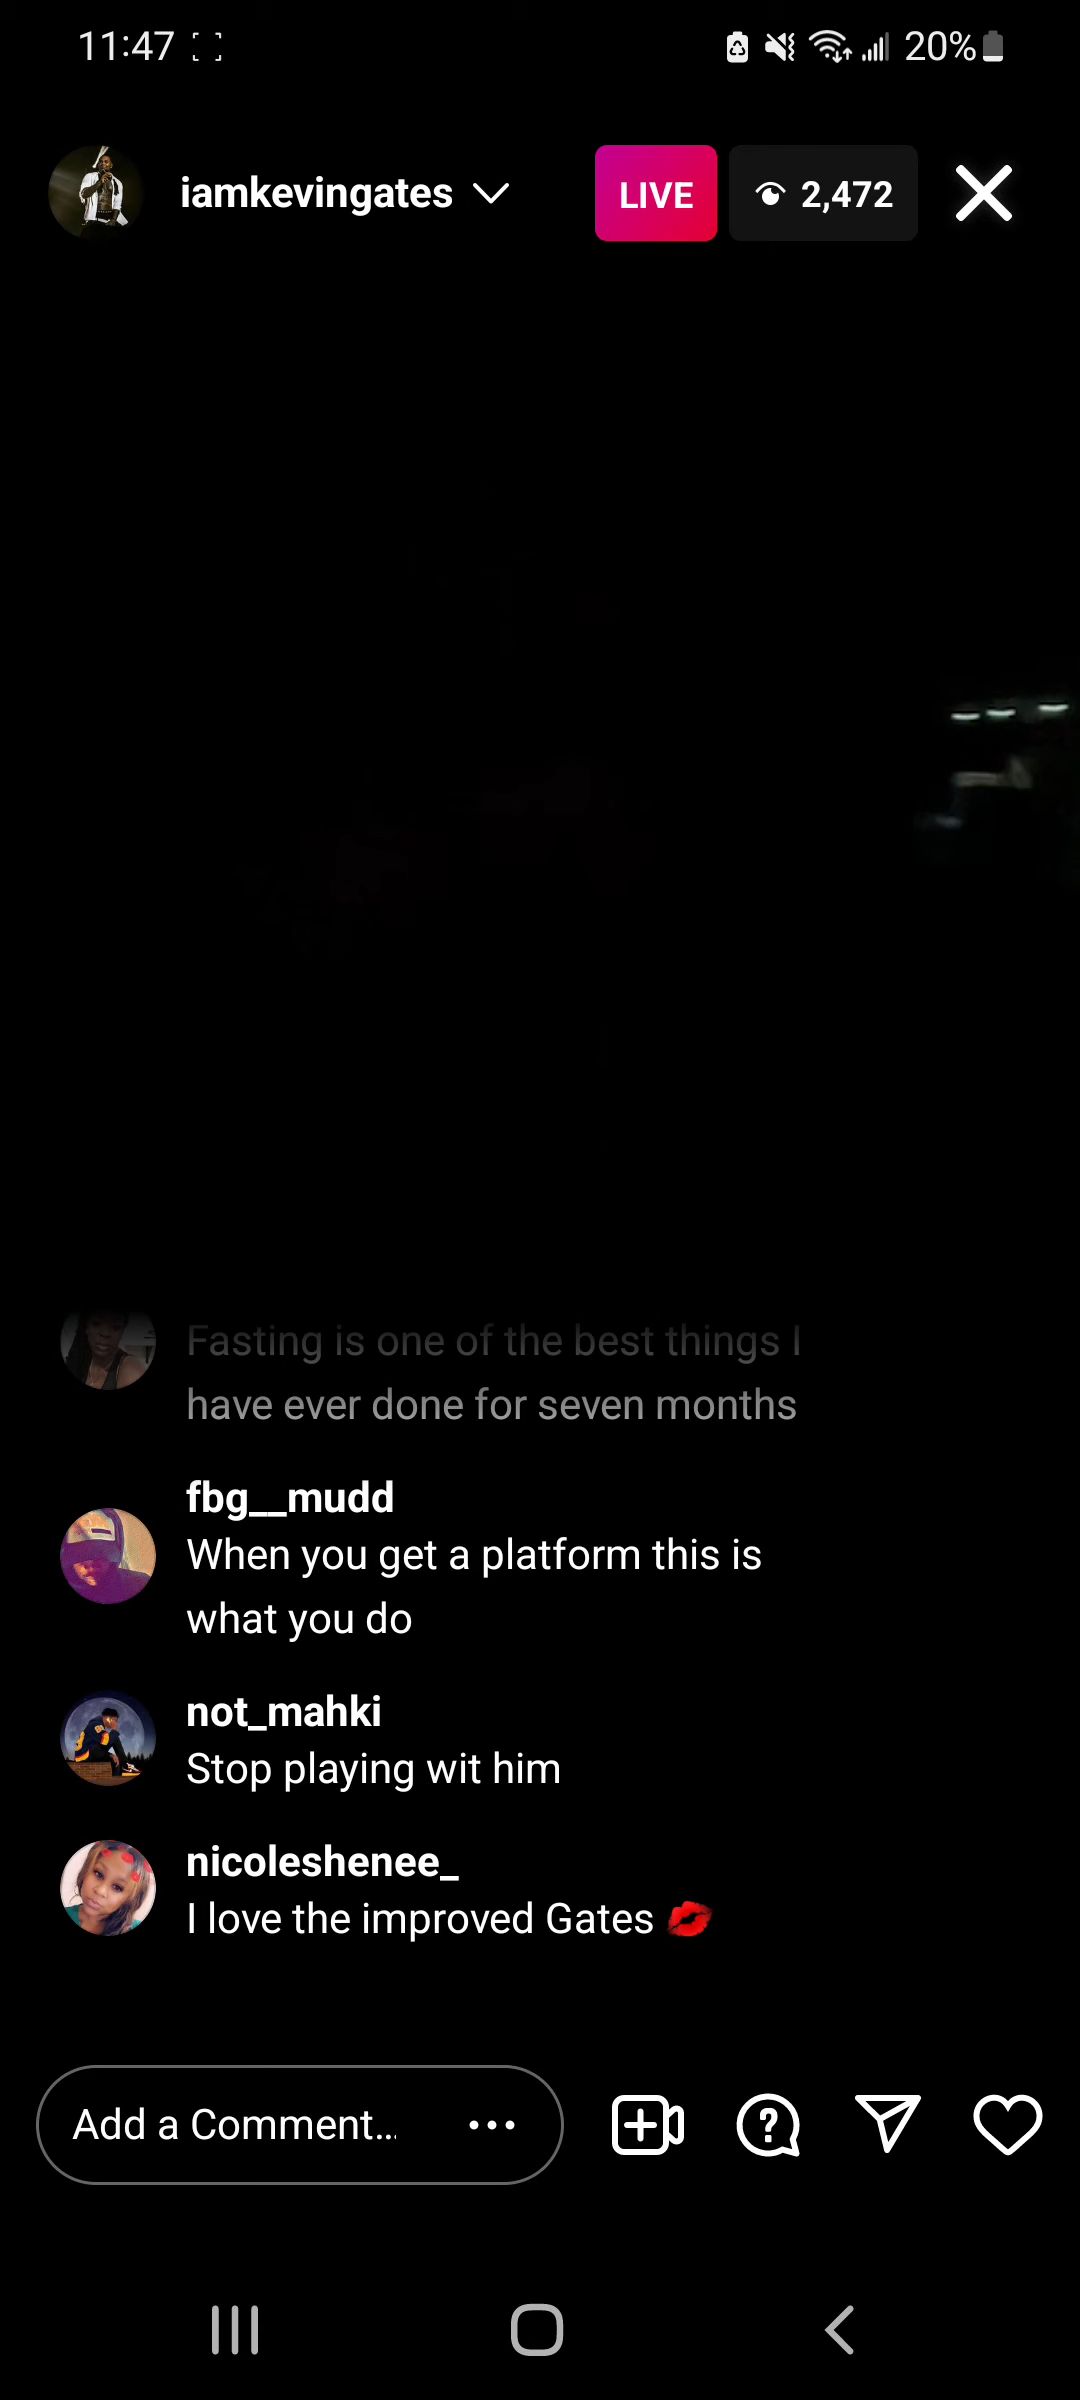 11:47
20%
iamkevingates
LIVE
2,472
Fasting is one of the best things I
have ever done for seven months
fbg__mudd
When you get a platform this is
what you do
not_mahki
Stop playing wit him
nicoleshenee_
I love the improved Gates 💋
Add a Comment...